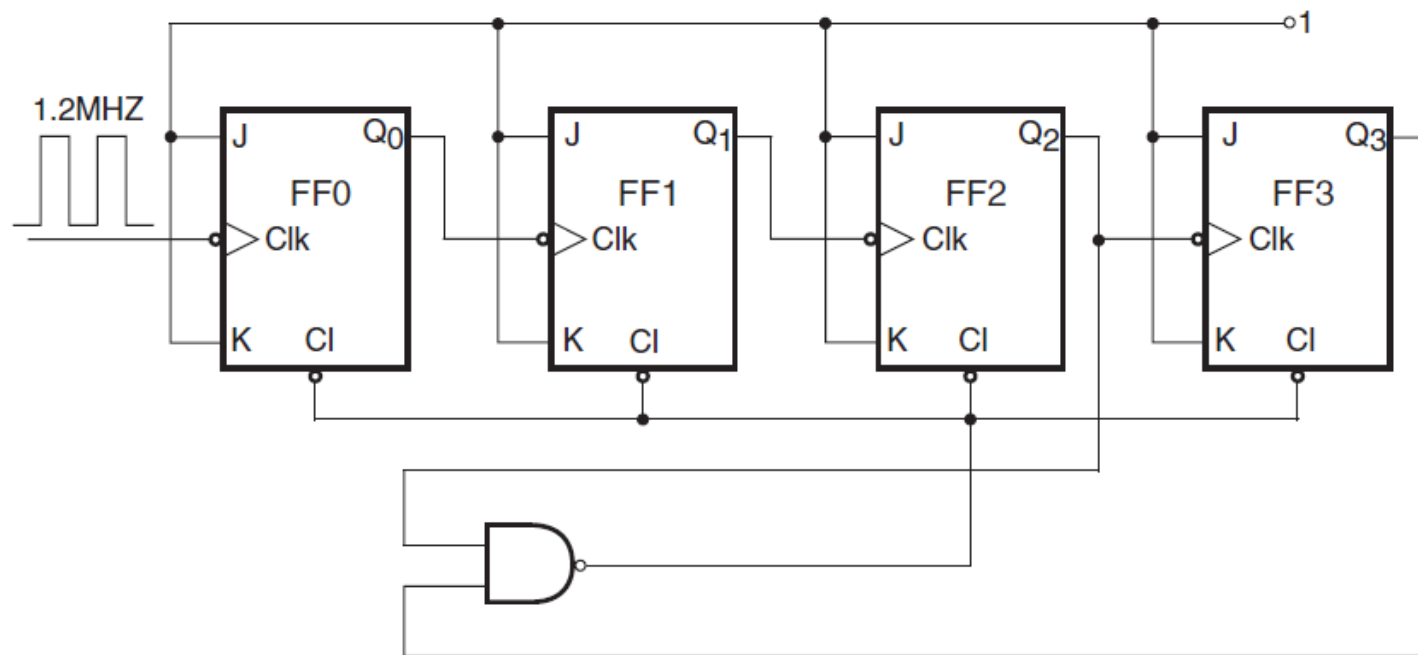 1
1.2MHZ
J Q0 J Q1 J Q2 J Q3
FF0 FF1 FF2 FF3
Clk Clk Clk Clk
K Cl K Cl K Cl K Cl